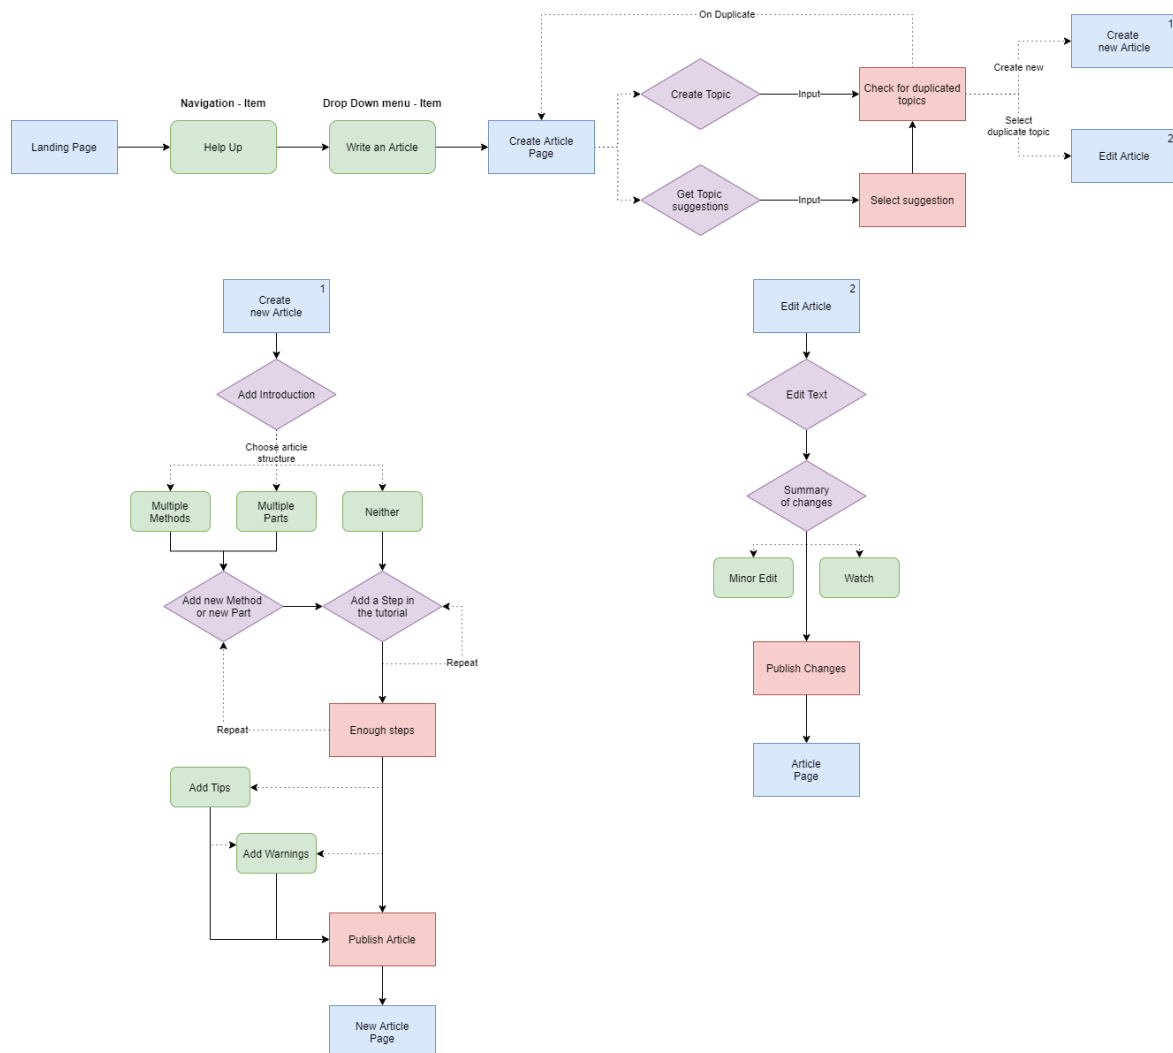 On Duplicate
1
Create
new Article
Create new
Navigation - Item
Drop Down menu - Item
Create Topic
Input
Check for duplicated
topics
Select
duplicate topic
2
Landing Page
Help Up
Write an Article
Create Article
Page
Edit Article
Get Topic
suggestions
Input
Select suggestion
1
Create
new Article
Add Introduction
Choose article
structure
Multiple
Methods
Multiple
Parts
Neither
Add new Method
or new Part
Add a Step in
the tutorial
Repeat
Repeat
Enough steps
Add Tips
Add Warnings
Publish Article
New Article
Page
2
Edit Article
Edit Text
Summary
of changes
Minor Edit
Watch
Publish Changes
Article
Page